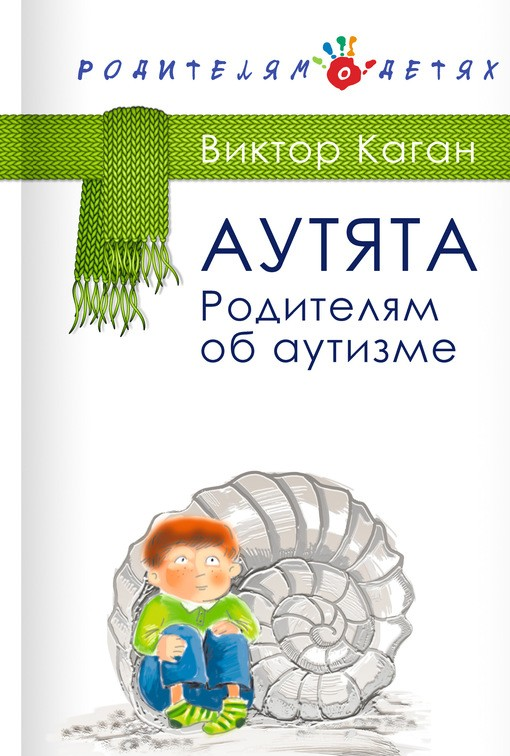 РОДИТЕЛЯМ О ДЕТЯХ
Виктор Каган
АУТЯТА
Родителям
об аутизме